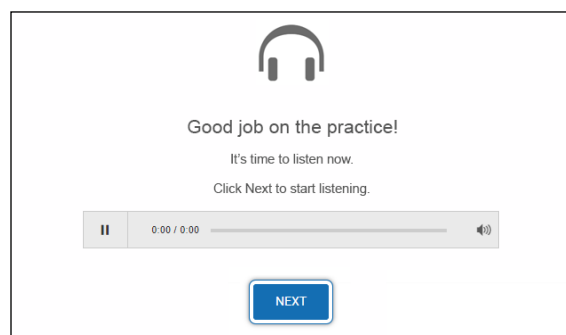 Good job on the practice!
It's time to listen now.
Click Next to start listening.
0:00 / 0:00
NEXT